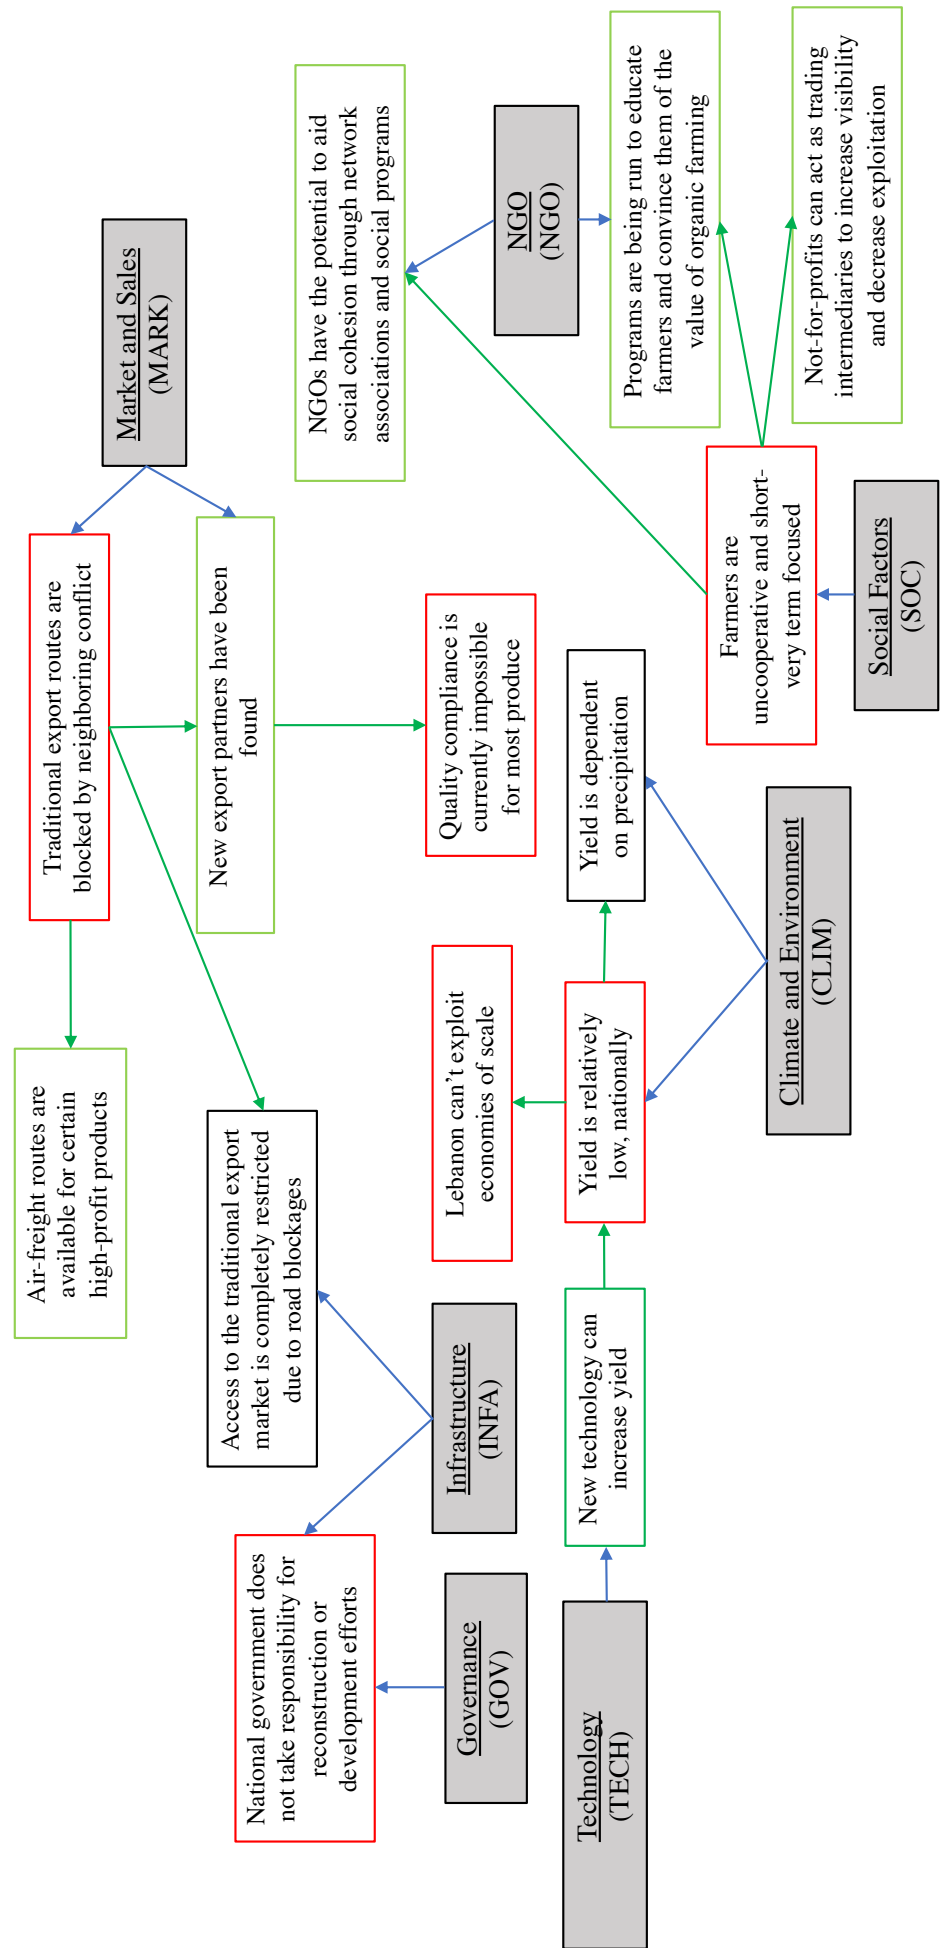 Air-freight routes are
available for certain
high-profit products
Traditional export routes are
blocked by neighboring conflict
Market and Sales
(MARK)
National government does
not take responsibility for
reconstruction or
development efforts
Access to the traditional export
market is completely restricted
due to road blockages
New export partners have been
found
NGOs have the potential to aid
social cohesion through network
associations and social programs
Governance
(GOV)
Infrastructure
(INFA)
Lebanon can’t exploit
economies of scale
Quality compliance is
currently impossible
for most produce
NGO
(NGO)
Technology
(TECH)
New technology can
increase yield
Yield is relatively
low, nationally
Yield is dependent
on precipitation
Programs are being run to educate
farmers and convince them of the
value of organic farming
Climate and Environment
(CLIM)
Farmers are
uncooperative and short-
very term focused
Not-for-profits can act as trading
intermediaries to increase visibility
and decrease exploitation
Social Factors
(SOC)